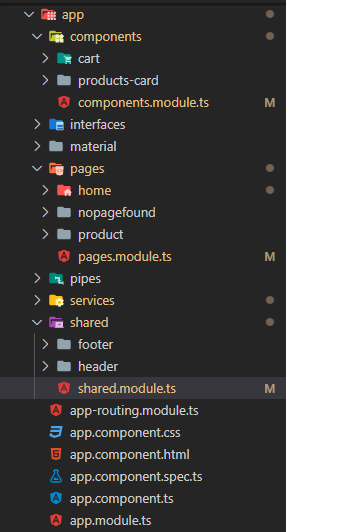 app
components
cart
products-card
components.module.ts M
interfaces
material
pages
home
nopagefound
product
pages.module.ts M
pipes
services
shared
footer
header
shared.module.ts M
app-routing.module.ts
app.component.css
app.component.html
app.component.spec.ts
app.component.ts
app.module.ts